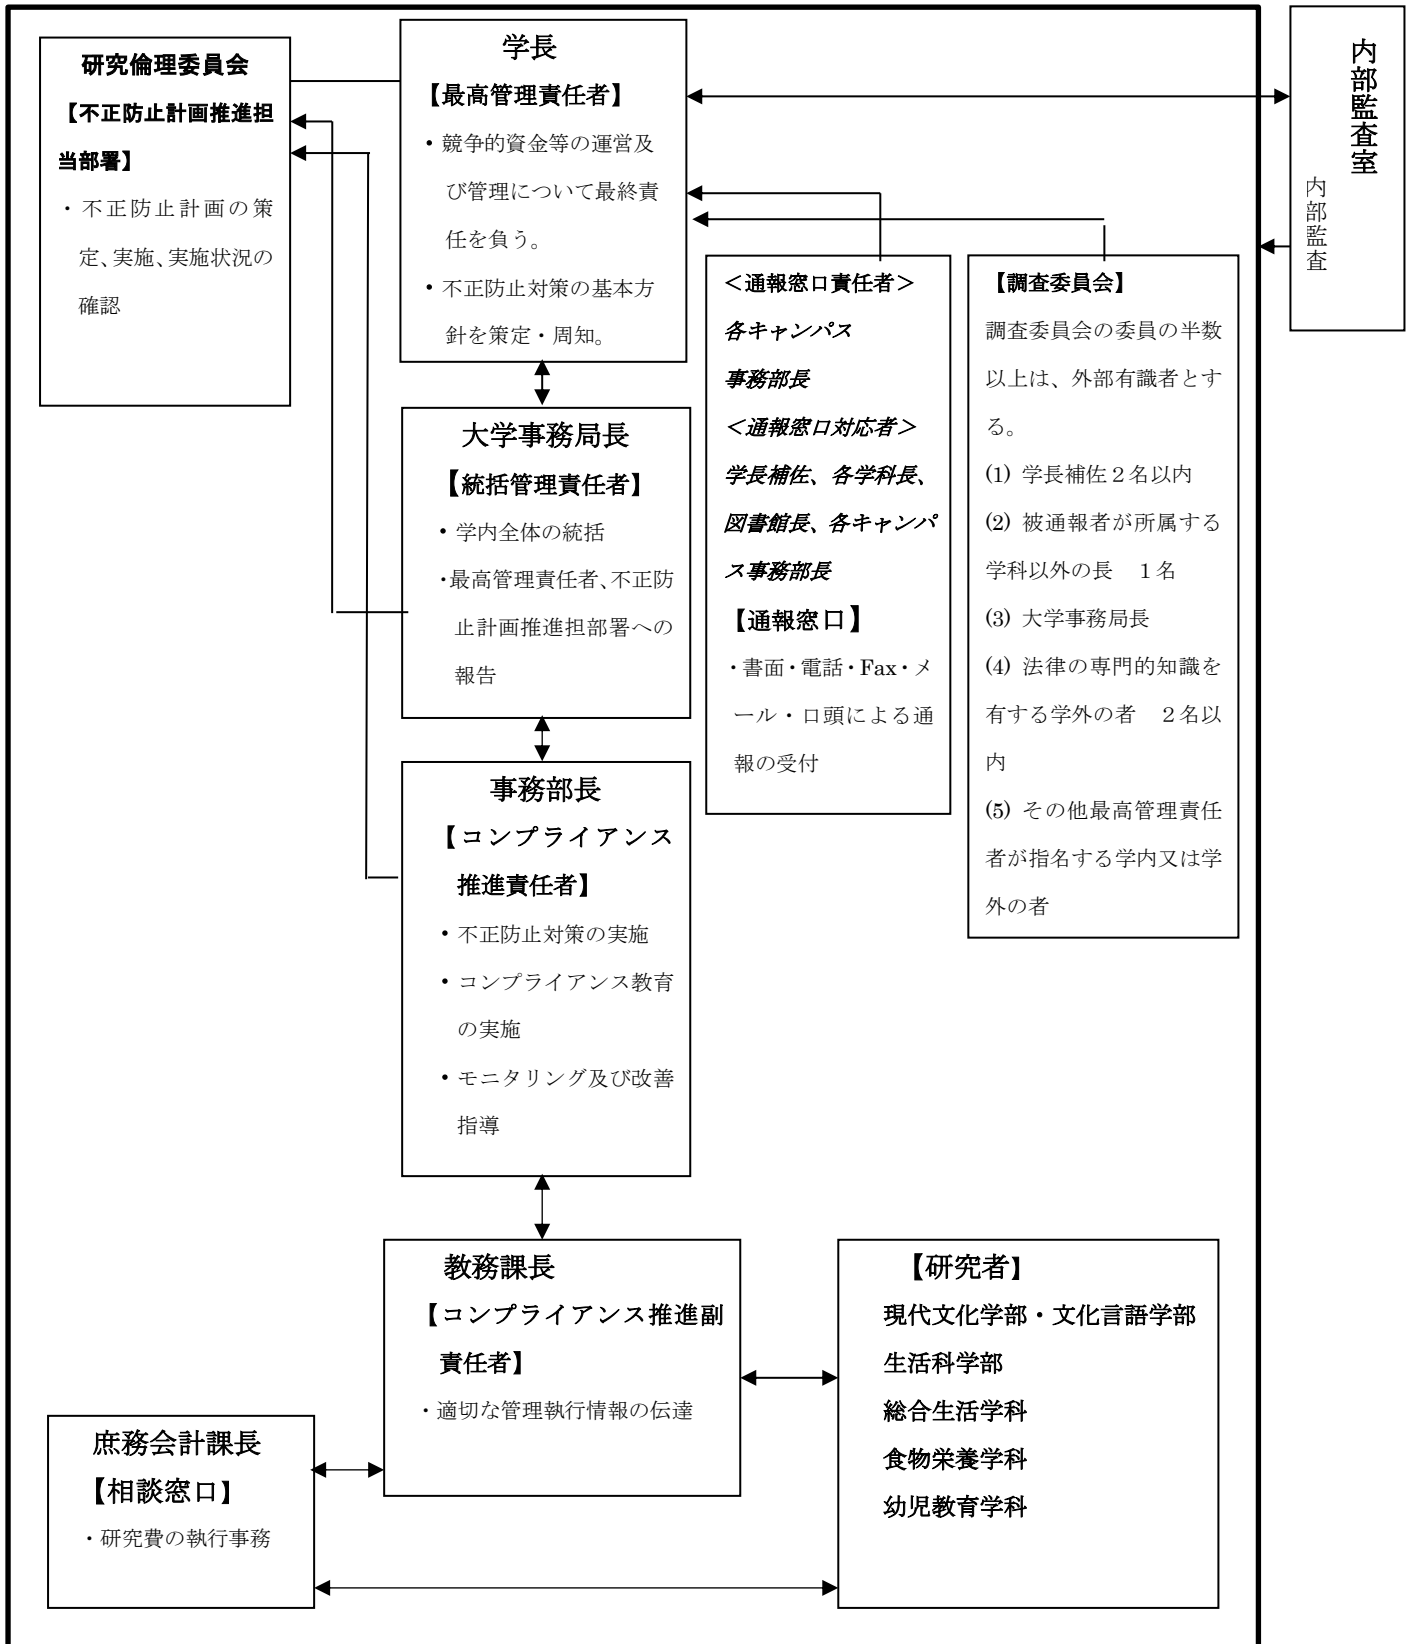 研究倫理委員会
【不正防止計画推進担
当部署】
・不正防止計画の策
定、実施、実施状況の
確認
学長
【最高管理責任者】
・競争的資金等の運営及
び管理について最終責
任を負う。
・不正防止対策の基本方
針を策定・周知。
内部監査室
内部監査
＜通報窓口責任者＞
各キャンパス
事務部長
＜通報窓口対応者＞
学長補佐、各学科長、
図書館長、各キャンパ
ス事務部長
【通報窓口】
・書面・電話・Fax・メ
ール・口頭による通
報の受付
【調査委員会】
調査委員会の委員の半数
以上は、外部有識者とす
る。
(1) 学長補佐２名以内
(2) 被通報者が所属する
学科以外の長　１名
(3) 大学事務局長
(4) 法律の専門的知識を
有する学外の者　２名以
内
(5) その他最高管理責任
者が指名する学内又は学
外の者
大学事務局長
【統括管理責任者】
・学内全体の統括
・最高管理責任者、不正防
止計画推進担部署への
報告
事務部長
【コンプライアンス
推進責任者】
・不正防止対策の実施
・コンプライアンス教育
の実施
・モニタリング及び改善
指導
教務課長
【コンプライアンス推進副
責任者】
・適切な管理執行情報の伝達
【研究者】
現代文化学部・文化言語学部
生活科学部
総合生活学科
食物栄養学科
幼児教育学科
庶務会計課長
【相談窓口】
・研究費の執行事務